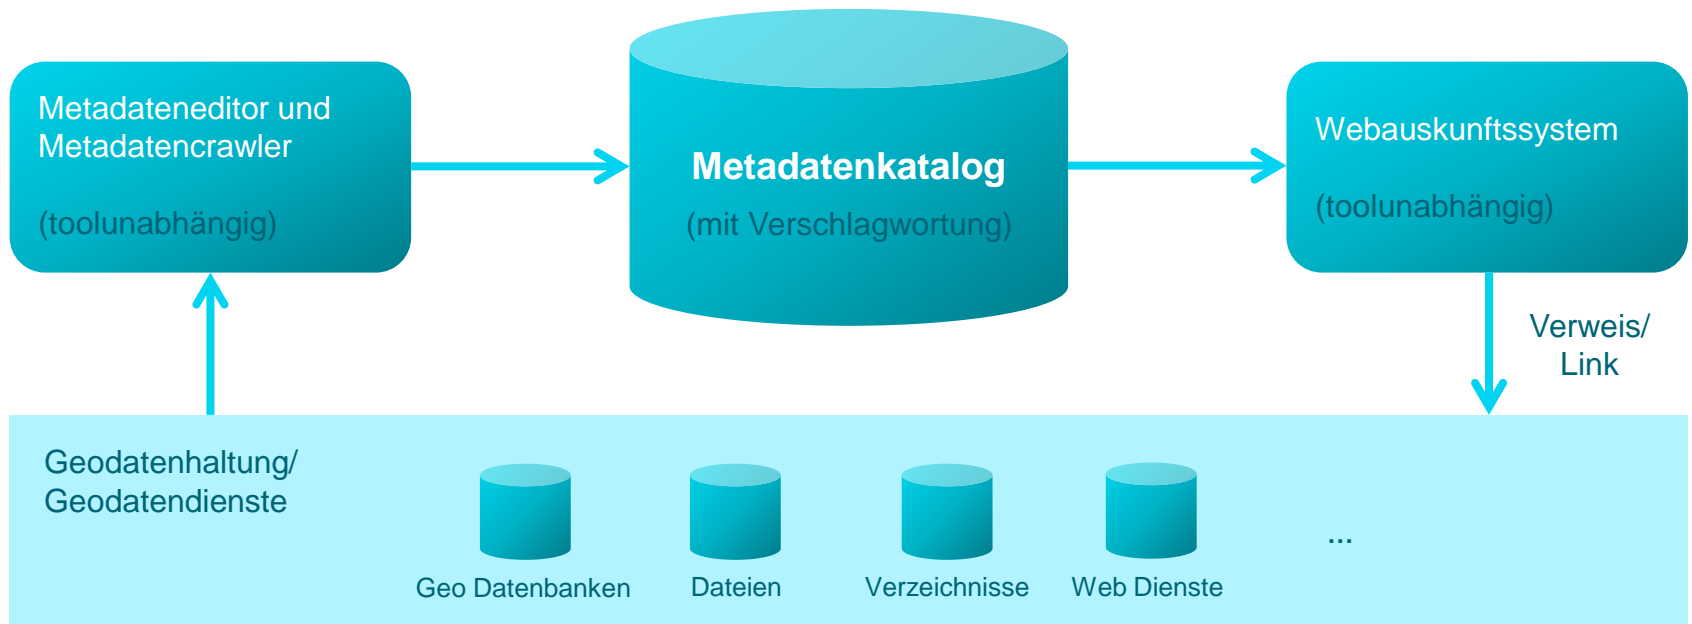 Metadateneditor und
Metadatencrawler
(toolunabhängig)
Metadatenkatalog
(mit Verschlagwortung)
Webauskunftssystem
(toolunabhängig)
Verweis/
Link
Geodatenhaltung/
Geodatendienste
Geo Datenbanken
Dateien
Verzeichnisse
Web Dienste
...